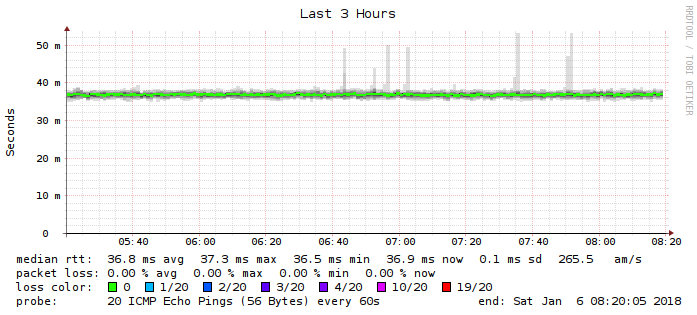 Last 3 Hours
RRDTOOL / TOBI OETIKER
Seconds
50 m
40 m
30 m
20 m
10 m
0
05:40 06:00 06:20 06:40 07:00 07:20 07:40 08:00 08:20
median rtt: 36.8 ms avg 37.3 ms max 36.5 ms min 36.9 ms now 0.1 ms sd 265.5 am/s
packet loss: 0.00 % avg 0.00 % max 0.00 % min 0.00 % now
loss color: 0 1/20 2/20 3/20 4/20 10/20 19/20
probe: 20 ICMP Echo Pings (56 Bytes) every 60s end: Sat Jan 6 08:20:05 2018